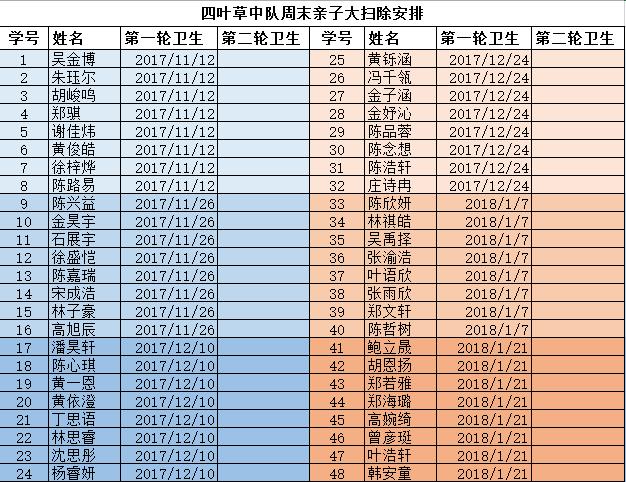 四叶草中队周末亲子大扫除安排
学号 姓名 第一轮卫生 第二轮卫生 学号 姓名 第一轮卫生 第二轮卫生
1 吴金博 2017/11/12 25 黄铄涵 2017/12/24
2 朱珏尔 2017/11/12 26 冯千瓴 2017/12/24
3 胡峻鸣 2017/11/12 27 金子涵 2017/12/24
4 郑骐 2017/11/12 28 金妤沁 2017/12/24
5 谢佳炜 2017/11/12 29 陈品蓉 2017/12/24
6 黄俊皓 2017/11/12 30 陈念想 2017/12/24
7 徐梓烨 2017/11/12 31 陈浩轩 2017/12/24
8 陈路易 2017/11/12 32 庄诗冉 2017/12/24
9 陈兴益 2017/11/26 33 陈欣妍 2018/1/7
10 金昊宇 2017/11/26 34 林祺皓 2018/1/7
11 石展宇 2017/11/26 35 吴禹择 2018/1/7
12 徐盛恺 2017/11/26 36 张渝浩 2018/1/7
13 陈嘉瑞 2017/11/26 37 叶语欣 2018/1/7
14 宋成浩 2017/11/26 38 张雨欣 2018/1/7
15 林子豪 2017/11/26 39 郑文轩 2018/1/7
16 高旭辰 2017/11/26 40 陈哲树 2018/1/7
17 潘昊轩 2017/12/10 41 鲍立晟 2018/1/21
18 陈心琪 2017/12/10 42 胡恩扬 2018/1/21
19 黄一恩 2017/12/10 43 郑若雅 2018/1/21
20 黄依澄 2017/12/10 44 郑海璐 2018/1/21
21 丁思语 2017/12/10 45 高婉绮 2018/1/21
22 林思睿 2017/12/10 46 曾彦珽 2018/1/21
23 沈思彤 2017/12/10 47 叶浩轩 2018/1/21
24 杨睿妍 2017/12/10 48 韩安童 2018/1/21